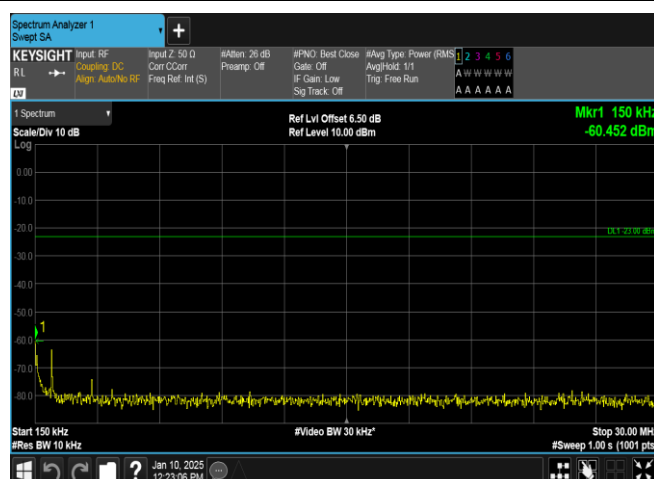 Spectrum Analyzer 1
Swept SA
+
KEYSIGHT
RL
LXI
Input: RF
Coupling: DC
Align: Auto/No RF
Input Z: 50 Ω
Corr CCorr
Freq Ref: Int (S)
#Atten: 26 dB
Preamp: Off
#PNO: Best Close
Gate: Off
IF Gain: Low
Sig Track: Off
#Avg Type: Power (RMS
Avg|Hold: 1/1
Trig: Free Run
1 2 3 4 5 6
A W W W W W
A A A A A A
1 Spectrum
Scale/Div 10 dB
Log
Ref Lvl Offset 6.50 dB
Ref Level 10.00 dBm
Mkr1 150 kHz
-60.452 dBm
0.00
-10.0
-20.0
DL1 -23.00 dBm
-30.0
-40.0
-50.0
1
-60.0
-70.0
-80.0
Start 150 kHz
#Res BW 10 kHz
#Video BW 30 kHz*
Stop 30.00 MHz
#Sweep 1.00 s (1001 pts
?
Jan 10, 2025
12:23:06 PM